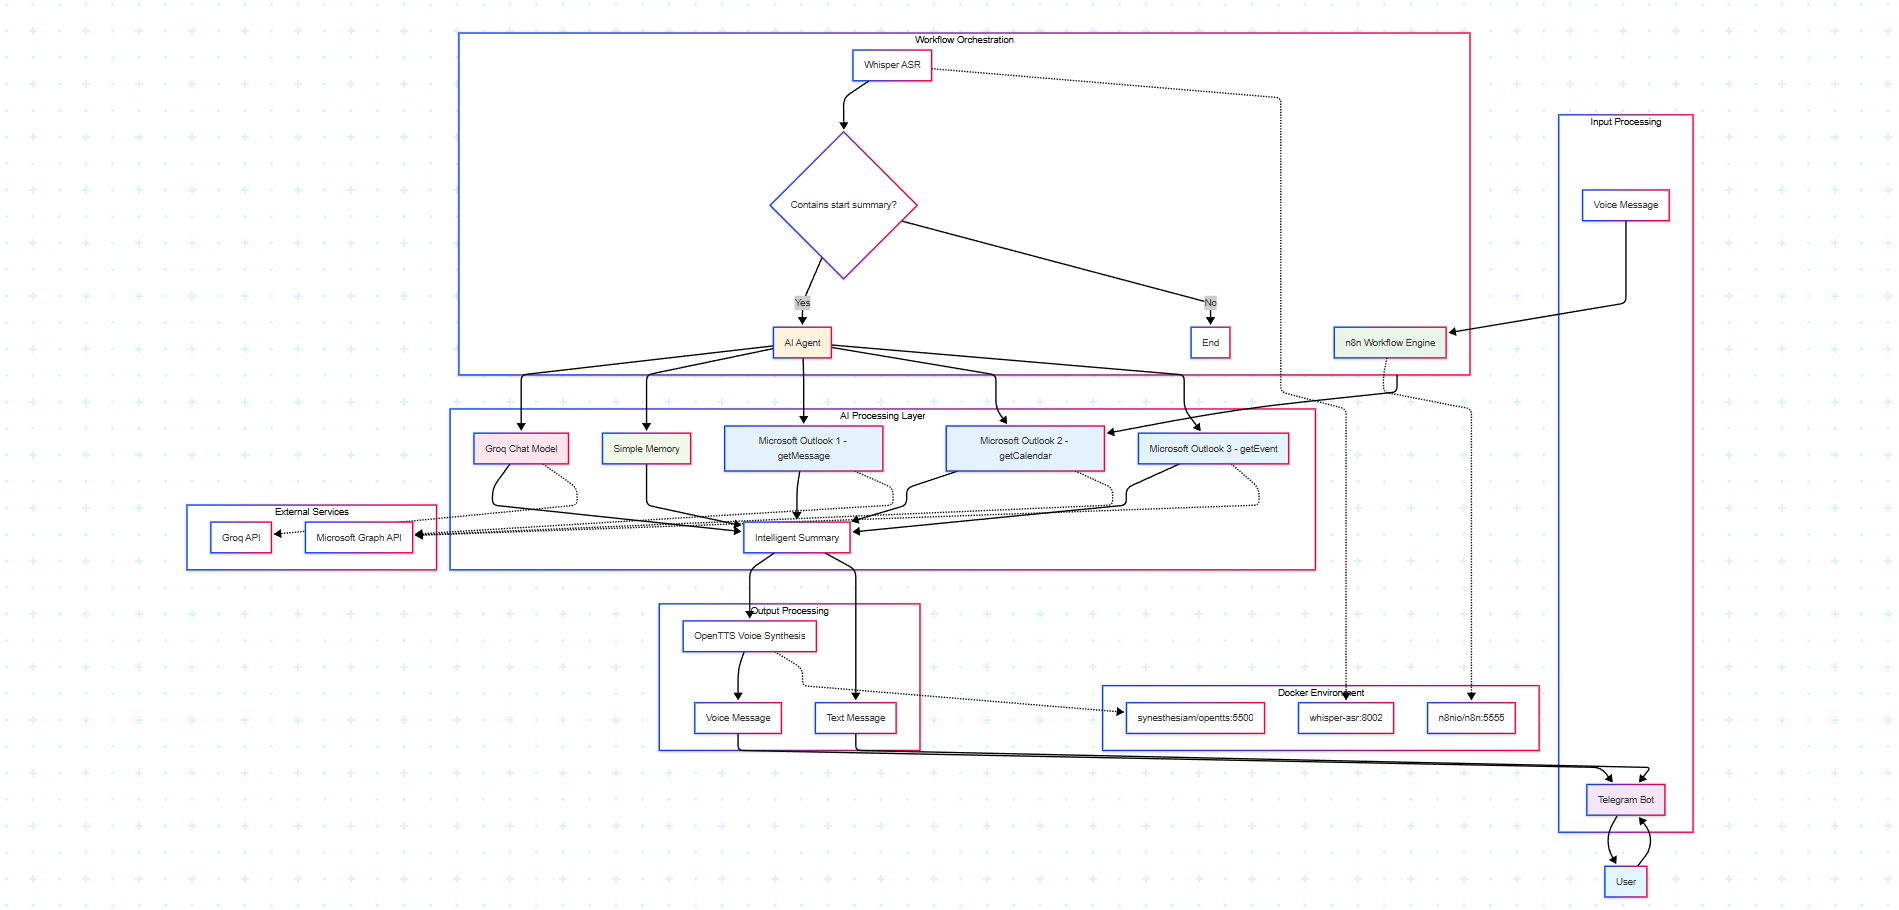 Workflow Orchestration
Whisper ASR
Contains start summary?
Yes
No
AI Agent
End
n8n Workflow Engine
Input Processing
Voice Message
AI Processing Layer
Groq Chat Model
Simple Memory
Microsoft Outlook 1 -
getMessage
Microsoft Outlook 2 -
getCalendar
Microsoft Outlook 3 - getEvent
External Services
Groq API
Microsoft Graph API
Intelligent Summary
Output Processing
OpenTTS Voice Synthesis
Voice Message
Text Message
Docker Environment
synesthesiam/opentts:5500
whisper-asr:8002
n8nio/n8n:5555
Telegram Bot
User